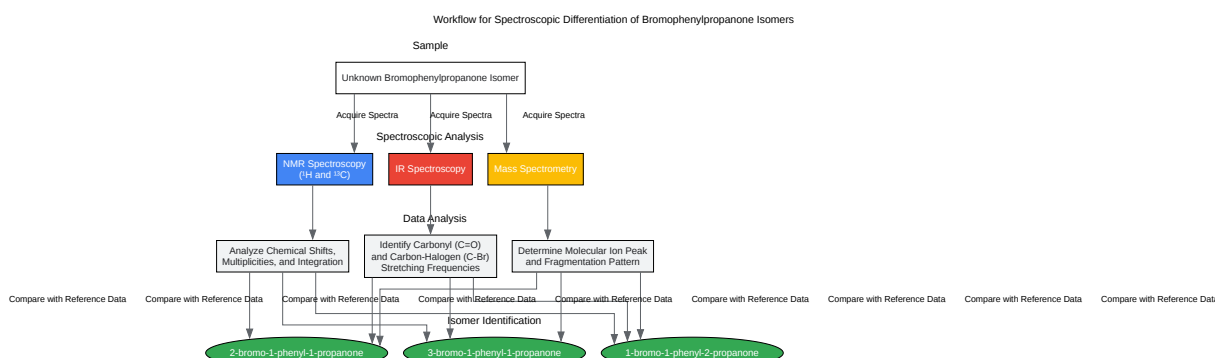 Workflow for Spectroscopic Differentiation of Bromophenylpropanone Isomers
Sample
Unknown Bromophenylpropanone Isomer
Acquire Spectra Acquire Spectra Acquire Spectra
Spectroscopic Analysis
NMR Spectroscopy
(¹H and ¹³C)
IR Spectroscopy
Mass Spectrometry
Data Analysis
Analyze Chemical Shifts,
Multiplicities, and Integration
Identify Carbonyl (C=O)
and Carbon-Halogen (C-Br)
Stretching Frequencies
Determine Molecular Ion Peak
and Fragmentation Pattern
Compare with Reference Data Compare with Reference Data Compare with Reference Data Compare with Reference Data Compare with Reference Data Compare with Reference Data Compare with Reference Data Compare with Reference Data Compare with Reference Data
Isomer Identification
2-bromo-1-phenyl-1-propanone
3-bromo-1-phenyl-1-propanone
1-bromo-1-phenyl-2-propanone